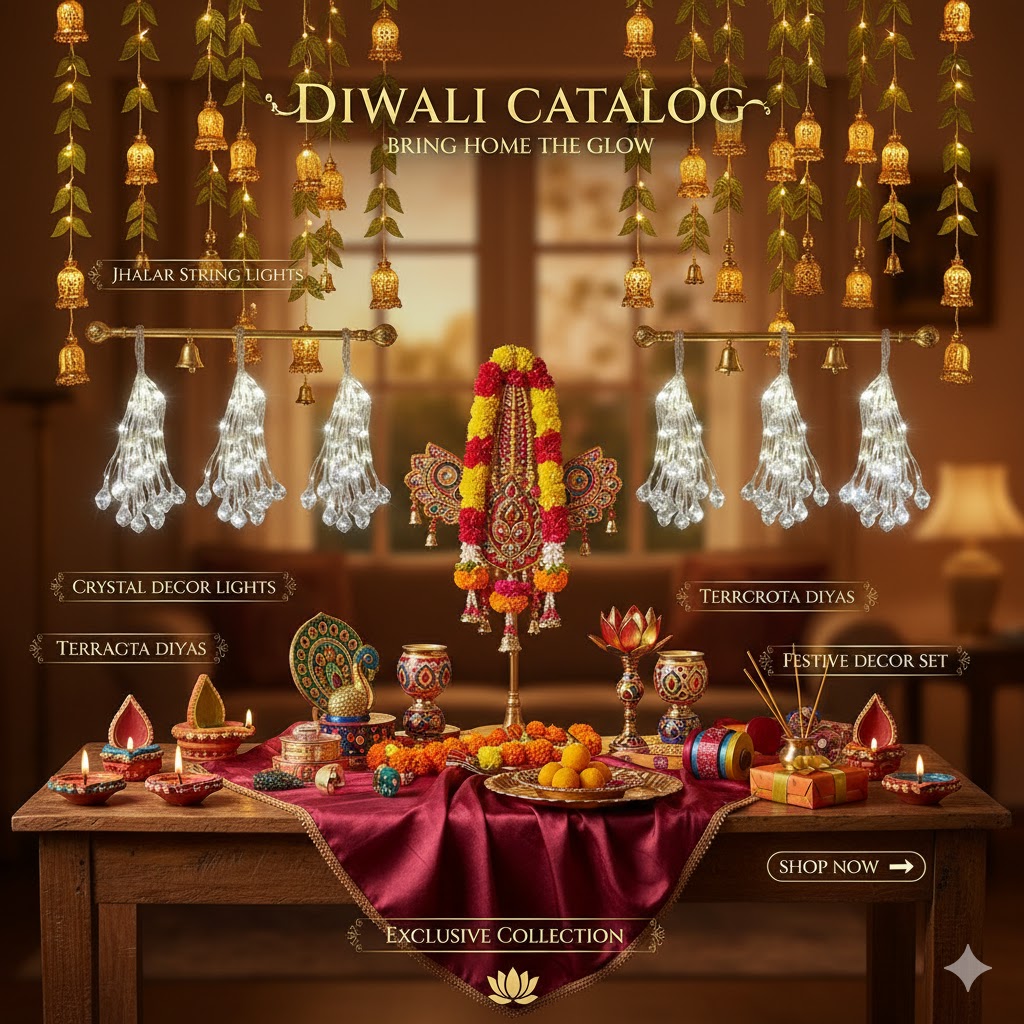 DIWALI CATALOG
BRING HOME THE GLOW
JHALAR STRING LIGHTS
CRYSTAL DECOR LIGHTS
TERRCROTA DIYAS
TERRACTA DIYAS
FESTIVE DECOR SET
SHOP NOW →
EXCLUSIVE COLLECTION